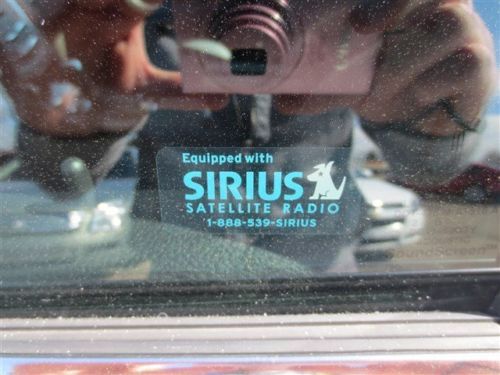 Equipped with
SIRIUS
SATELLITE RADIO
1-888-539-SIRIUS